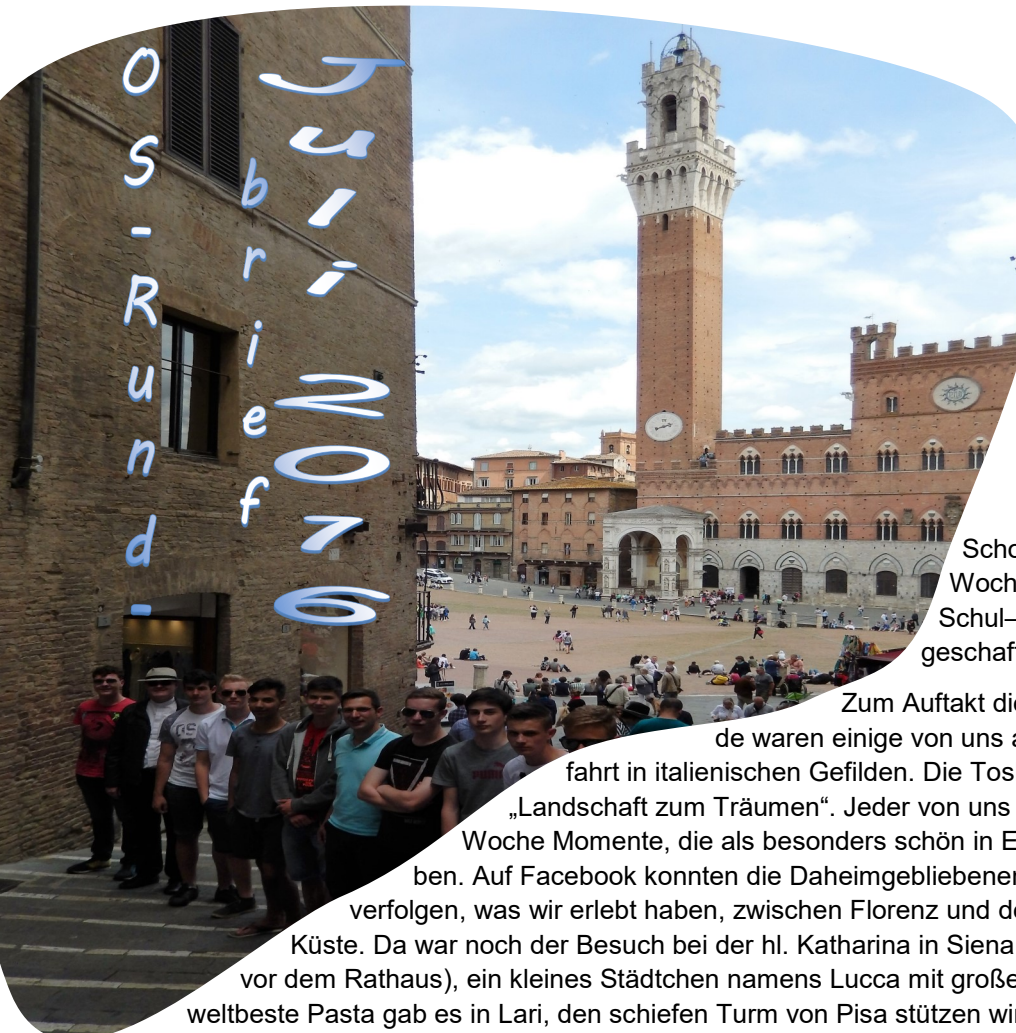 OS-Rund-
brief
Juli 2016
Scho
Woch
Schul–
geschaf
Zum Auftakt die
de waren einige von uns a
fahrt in italienischen Gefilden. Die Tos
„Landschaft zum Träumen“. Jeder von uns
Woche Momente, die als besonders schön in E
ben. Auf Facebook konnten die Daheimgebliebenen
verfolgen, was wir erlebt haben, zwischen Florenz und de
Küste. Da war noch der Besuch bei der hl. Katharina in Siena
vor dem Rathaus), ein kleines Städtchen namens Lucca mit große
weltbeste Pasta gab es in Lari, den schiefen Turm von Pisa stützen wir